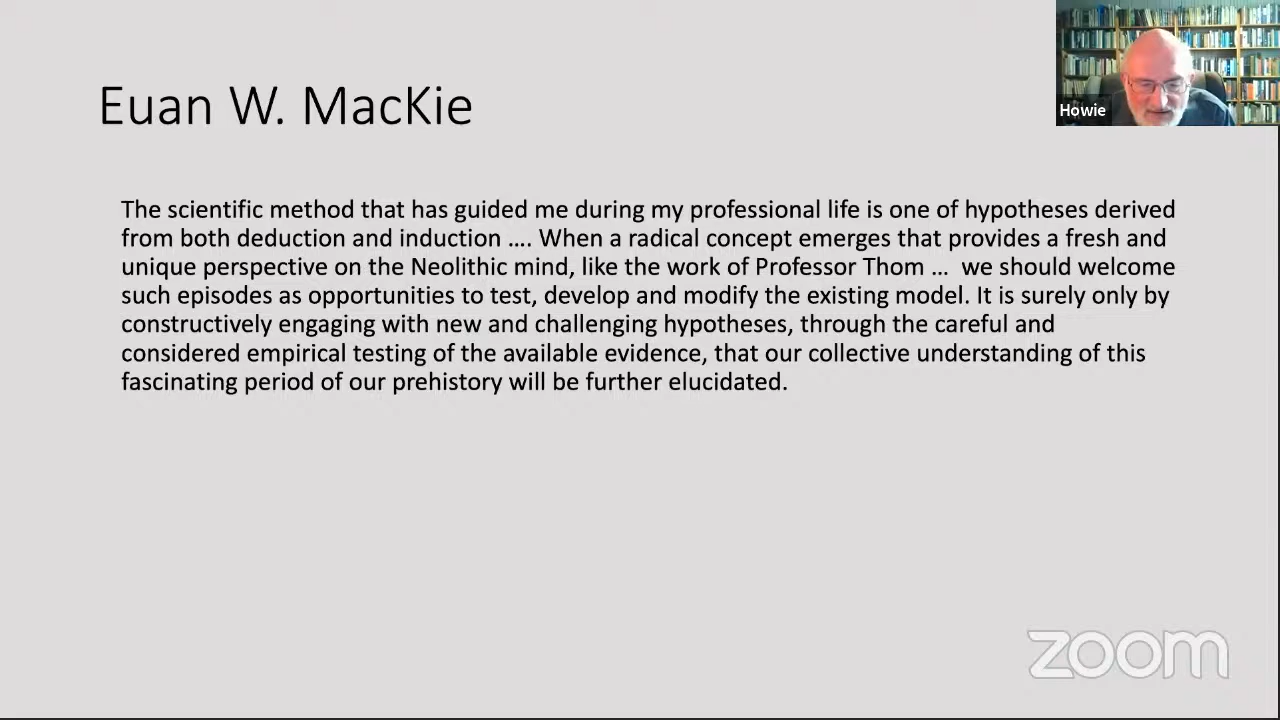 Euan W. MacKie
Howie
The scientific method that has guided me during my professional life is one of hypotheses derived
from both deduction and induction .... When a radical concept emerges that provides a fresh and
unique perspective on the Neolithic mind, like the work of Professor Thom ... we should welcome
such episodes as opportunities to test, develop and modify the existing model. It is surely only by
constructively engaging with new and challenging hypotheses, through the careful and
considered empirical testing of the available evidence, that our collective understanding of this
fascinating period of our prehistory will be further elucidated.
zoom